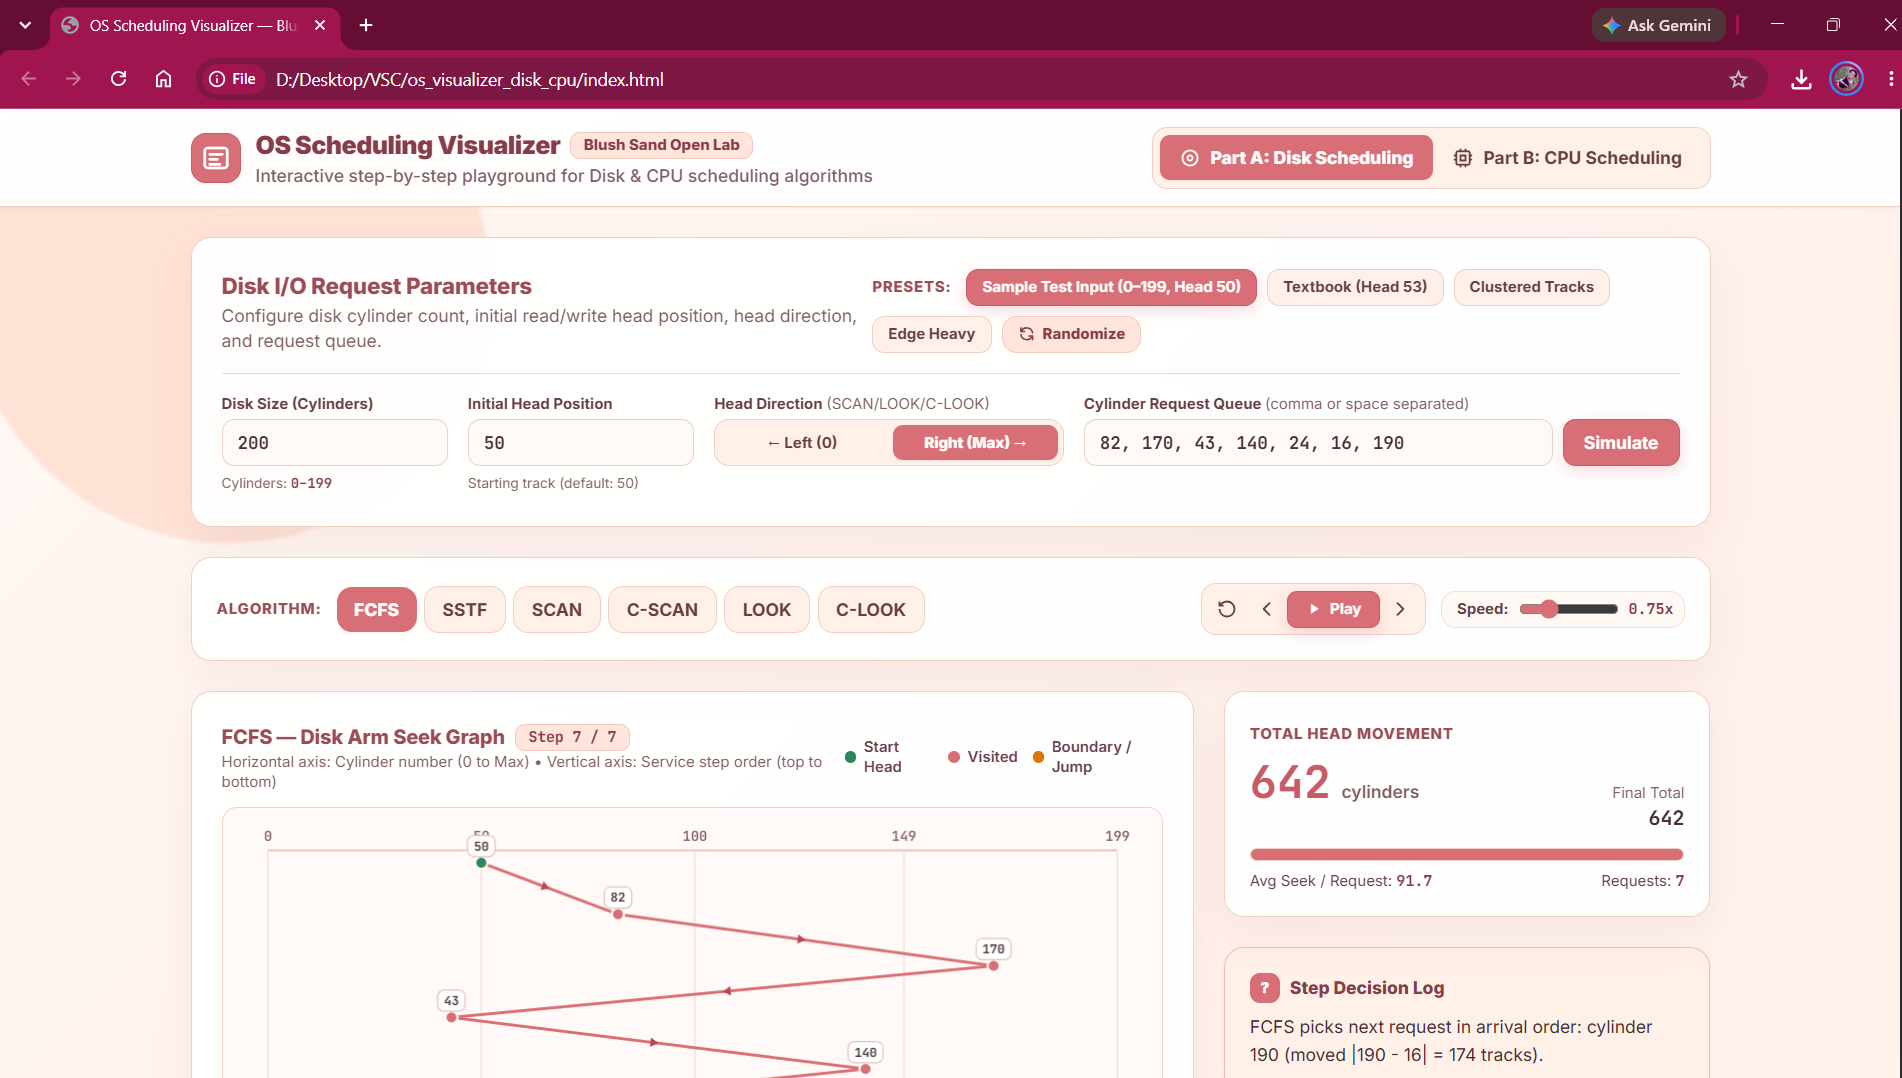 OS Scheduling Visualizer — Blu
Ask Gemini
File
D:/Desktop/VSC/os_visualizer_disk_cpu/index.html
OS Scheduling Visualizer
Blush Sand Open Lab
Interactive step-by-step playground for Disk & CPU scheduling algorithms
Part A: Disk Scheduling
Part B: CPU Scheduling
Disk I/O Request Parameters
Configure disk cylinder count, initial read/write head position, head direction,
and request queue.
PRESETS:
Sample Test Input (0–199, Head 50)
Textbook (Head 53)
Clustered Tracks
Edge Heavy
Randomize
Disk Size (Cylinders)
200
Cylinders: 0–199
Initial Head Position
50
Starting track (default: 50)
Head Direction (SCAN/LOOK/C-LOOK)
← Left (0)
Right (Max) →
Cylinder Request Queue (comma or space separated)
82, 170, 43, 140, 24, 16, 190
Simulate
ALGORITHM:
FCFS
SSTF
SCAN
C-SCAN
LOOK
C-LOOK
Play
Speed:
0.75x
FCFS — Disk Arm Seek Graph
Step 7 / 7
Horizontal axis: Cylinder number (0 to Max) • Vertical axis: Service step order (top to
bottom)
Start
Head
Visited
Boundary /
Jump
0
50
100
149
199
50
82
170
43
140
TOTAL HEAD MOVEMENT
642 cylinders
Final Total
642
Avg Seek / Request: 91.7
Requests: 7
?
Step Decision Log
FCFS picks next request in arrival order: cylinder
190 (moved |190 - 16| = 174 tracks).